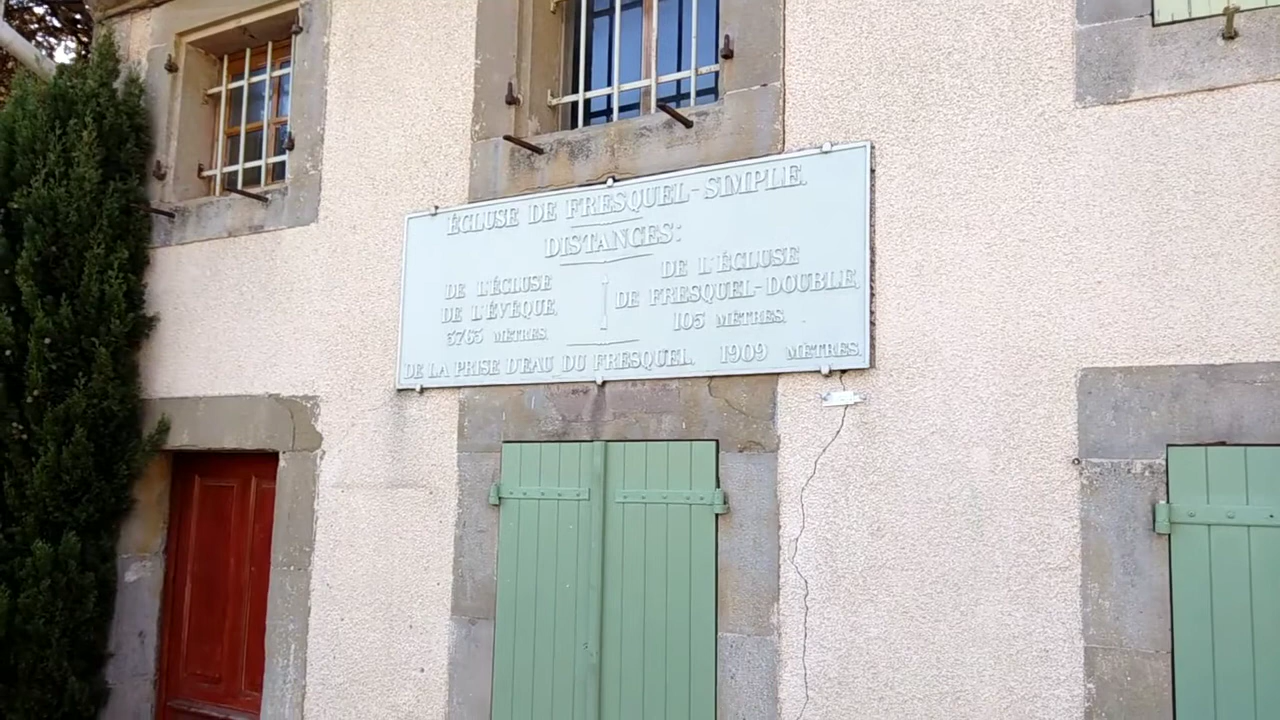 ÉCLUSE DE FRESQUEL-SIMPLE.
DISTANCES:
DE L'ÉCLUSE
DE L'ÉVÊQUE,
3763 MÈTRES.
DE L'ÉCLUSE
DE FRESQUEL-DOUBLE,
105 MÈTRES.
DE LA PRISE D'EAU DU FRESQUEL, 1909 MÈTRES.